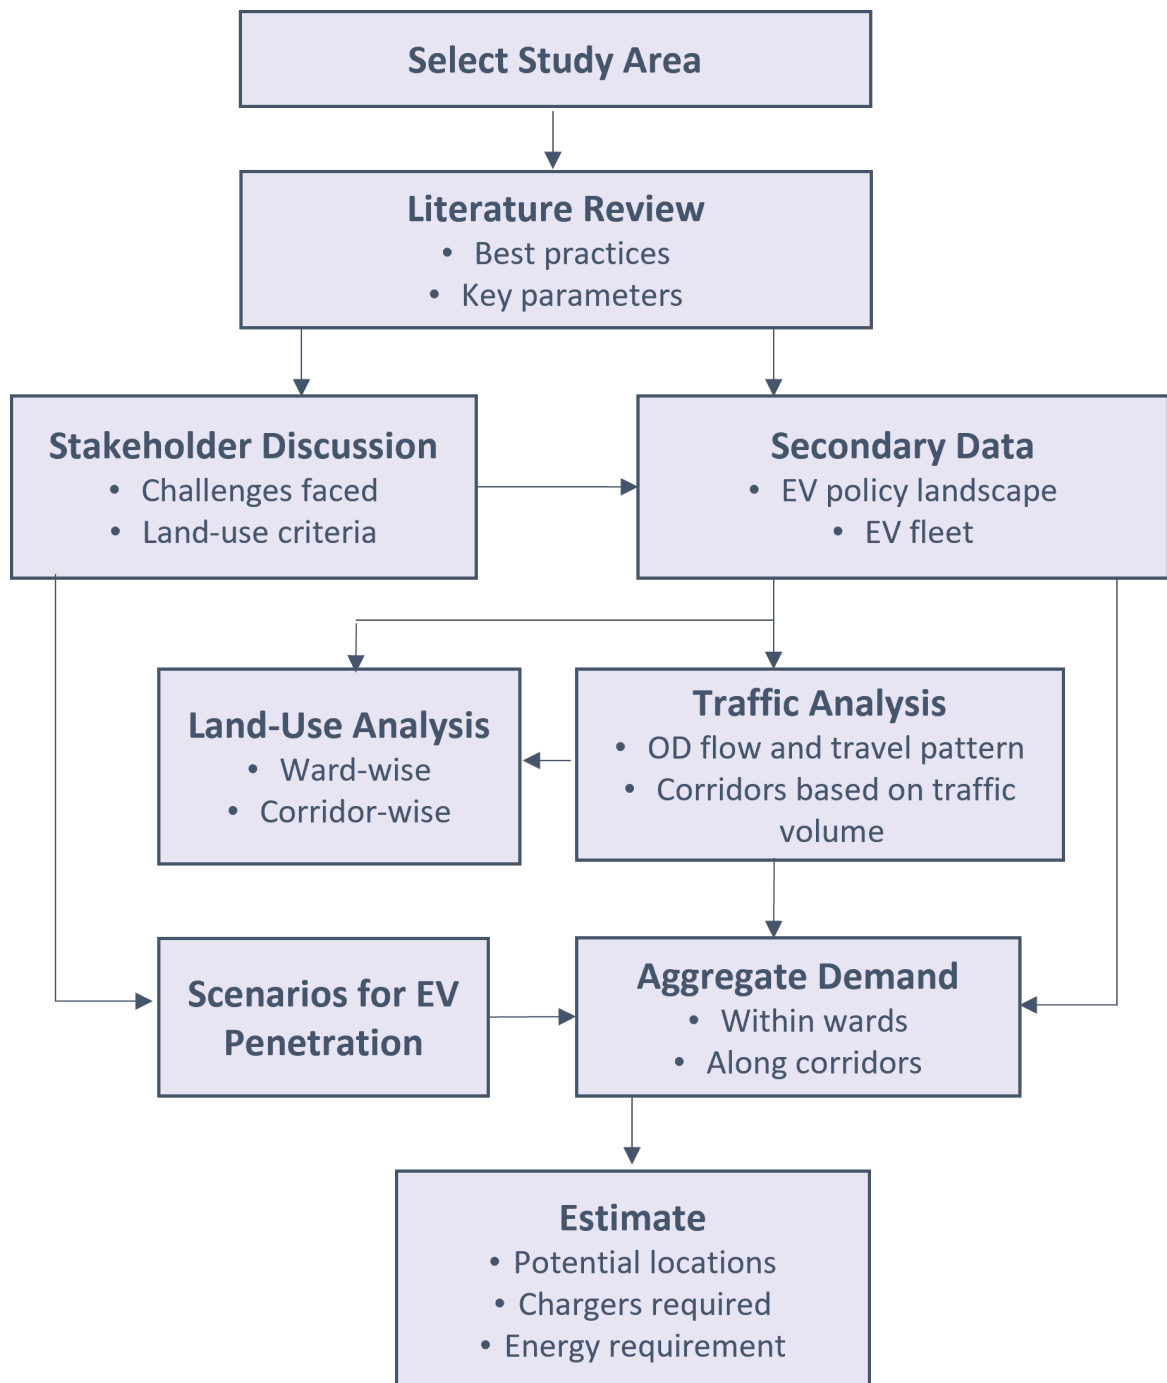 Select Study Area
Literature Review
• Best practices
• Key parameters
Stakeholder Discussion
• Challenges faced
• Land-use criteria
Secondary Data
• EV policy landscape
• EV fleet
Land-Use Analysis
• Ward-wise
• Corridor-wise
Traffic Analysis
• OD flow and travel pattern
• Corridors based on traffic
volume
Scenarios for EV
Penetration
Aggregate Demand
• Within wards
• Along corridors
Estimate
• Potential locations
• Chargers required
• Energy requirement